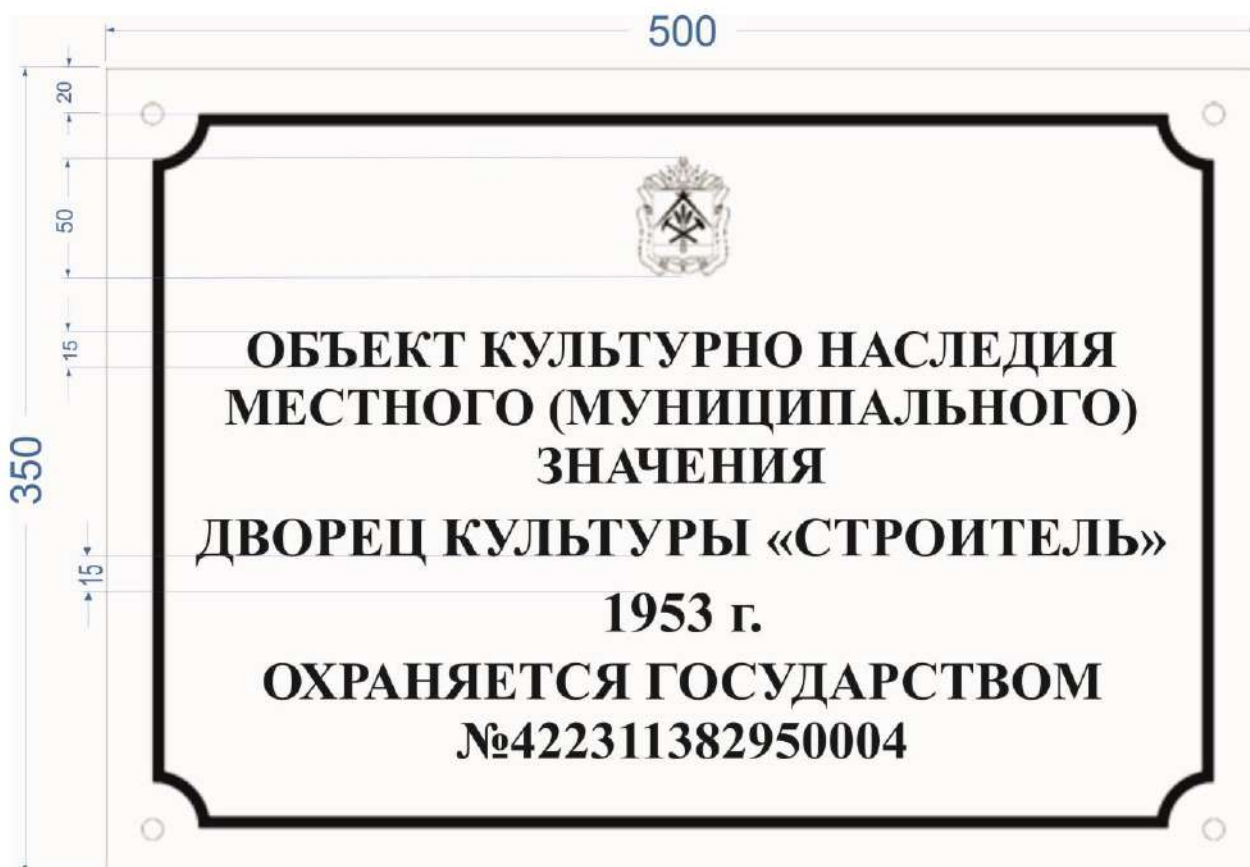 500
20
50
15
350
15
ОБЪЕКТ КУЛЬТУРНО НАСЛЕДИЯ
МЕСТНОГО (МУНИЦИПАЛЬНОГО)
ЗНАЧЕНИЯ
ДВОРЕЦ КУЛЬТУРЫ «СТРОИТЕЛЬ»
1953 г.
ОХРАНЯЕТСЯ ГОСУДАРСТВОМ
№422311382950004